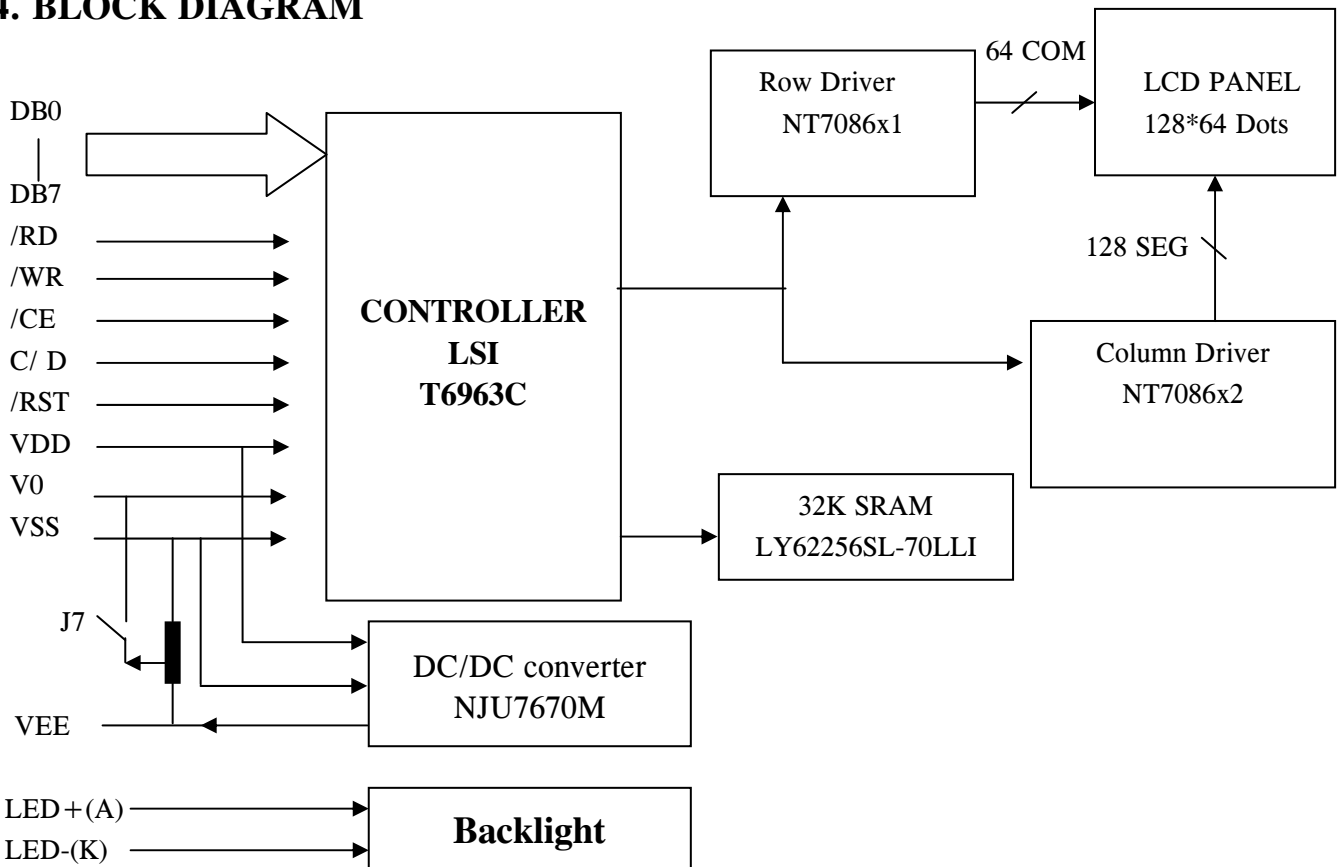 4. BLOCK DIAGRAM
DB0
DB7
/RD
/WR
/CE
C/ D
/RST
VDD
V0
VSS
J7
VEE
LED+(A)
LED-(K)
CONTROLLER
LSI
T6963C
Row Driver
NT7086x1
64 COM
LCD PANEL
128*64 Dots
128 SEG
Column Driver
NT7086x2
32K SRAM
LY62256SL-70LLI
DC/DC converter
NJU7670M
Backlight